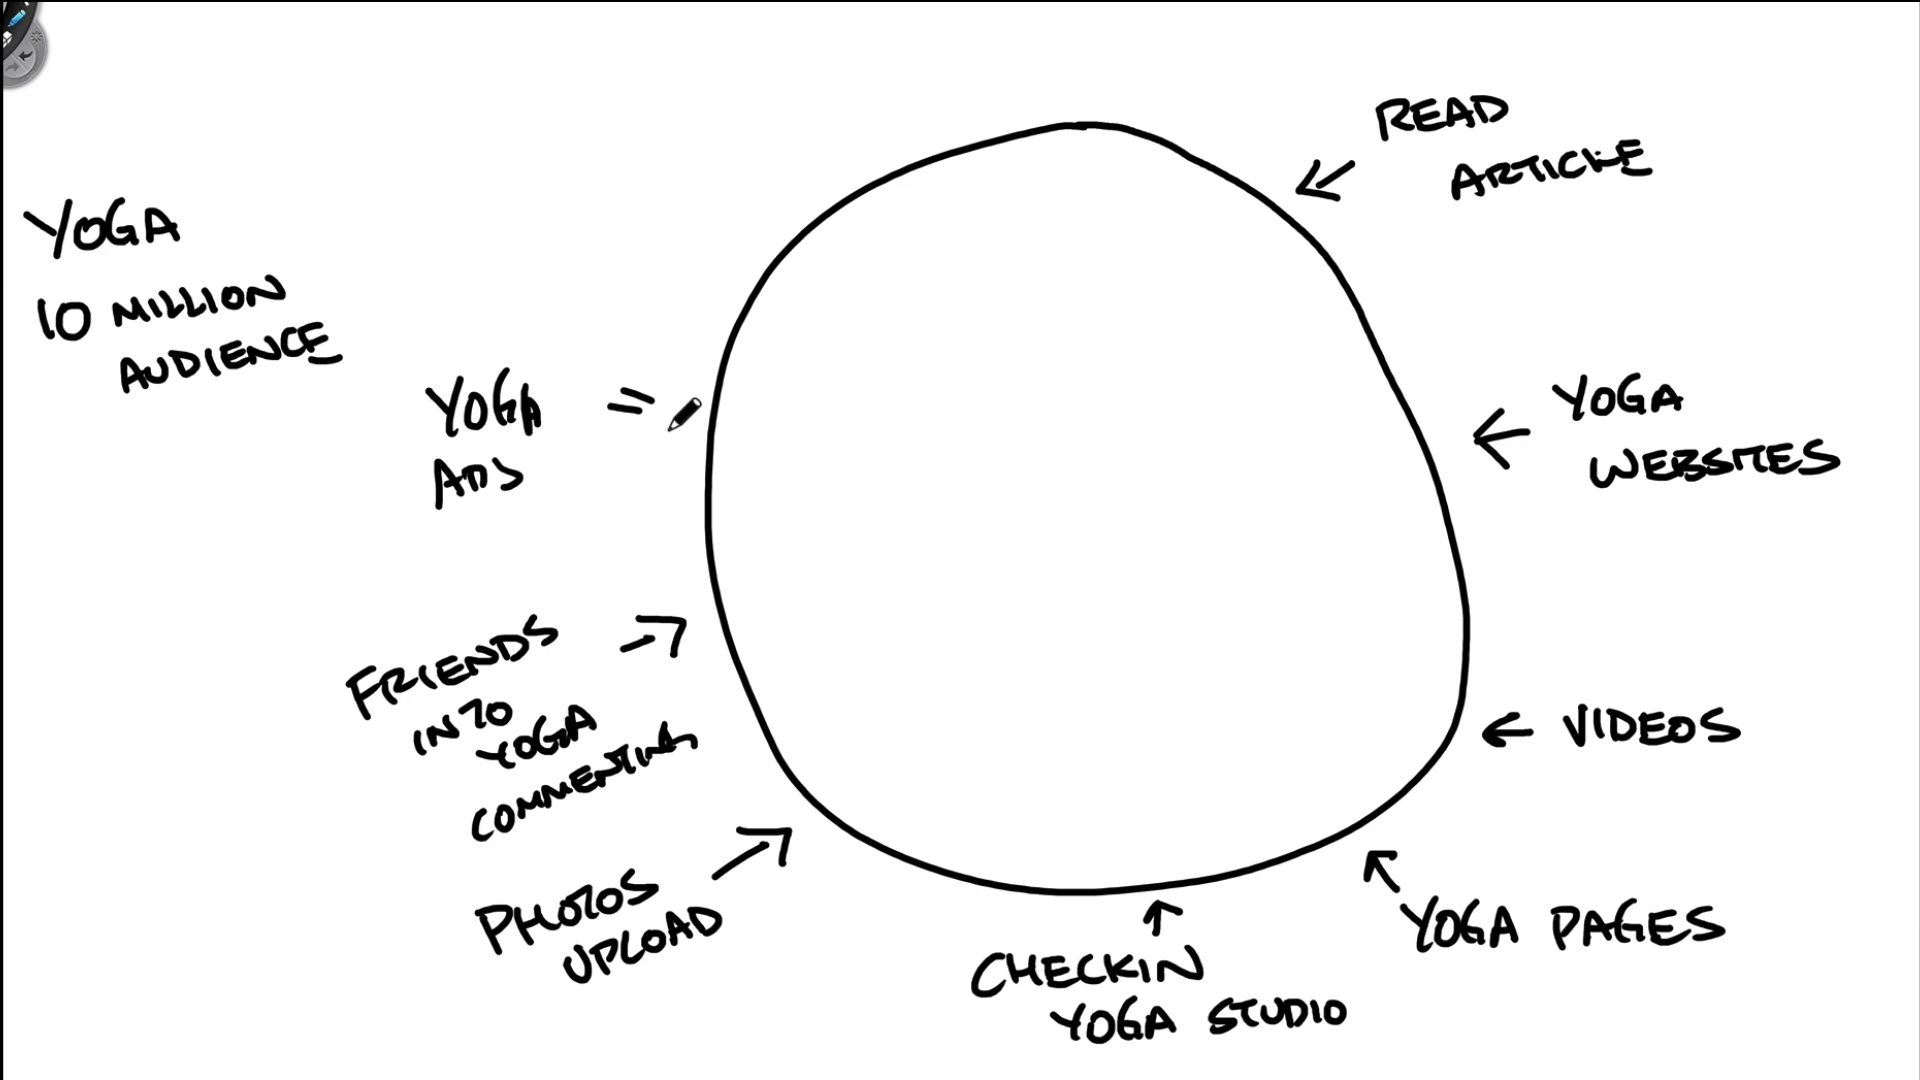 YOGA
10 MILLION
AUDIENCE
READ
ARTICLE
YOGA
WEBSITES
VIDEOS
YOGA PAGES
CHECKIN
YOGA STUDIO
PHOTOS
UPLOAD
FRIENDS
INTO
YOGA
COMMENTING
YOGA =
ADS